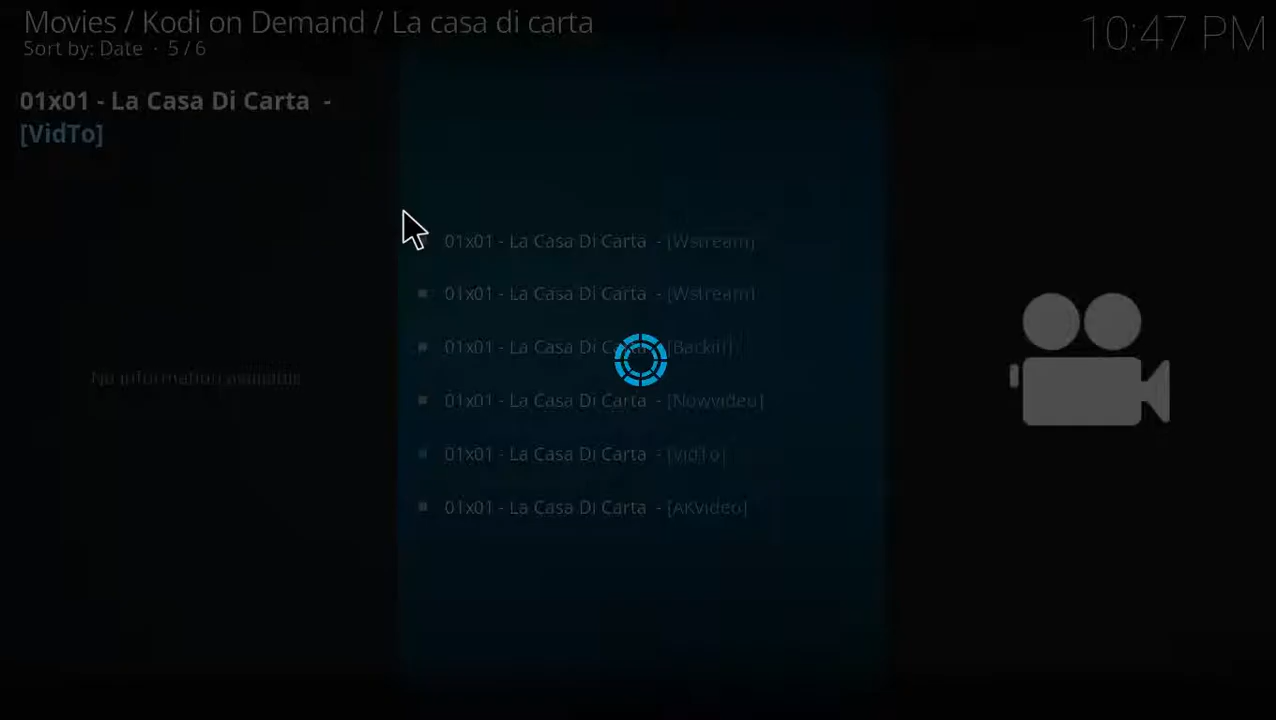 Movies / Kodi on Demand / La casa di carta
Sort by: Date · 5 / 6
10:47 PM
01x01 - La Casa Di Carta -
[VidTo]
01x01 - La Casa Di Carta - [Wstream]
01x01 - La Casa Di Carta - [Wstream]
01x01 - La Casa Di Carta - [Backin]
No information available
01x01 - La Casa Di Carta - [Nowvideo]
01x01 - La Casa Di Carta - [VidTo]
01x01 - La Casa Di Carta - [AKVideo]